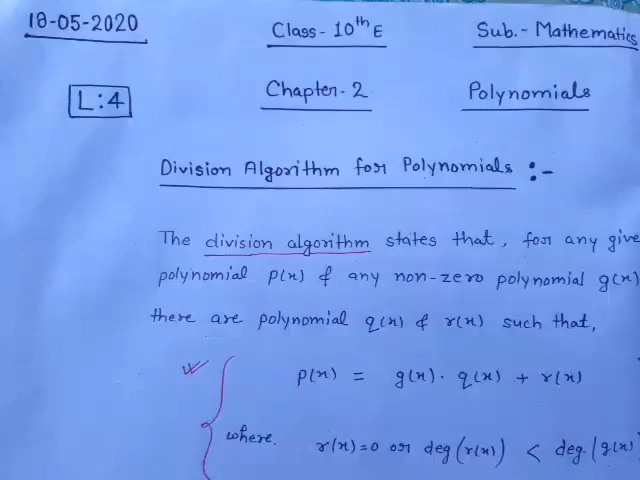 18-05-2020 Class- 10th E Sub.- Mathematics
L:4 Chapter-2 Polynomials
Division Algorithm for Polynomials :-
The division algorithm states that, for any give
polynomial p(x) & any non-zero polynomial g(x)
there are polynomial q(x) & r(x) such that,
p(x) = g(x). q(x) + r(x)
where. r(x)=0 or deg(r(x)) < deg.(g(x)